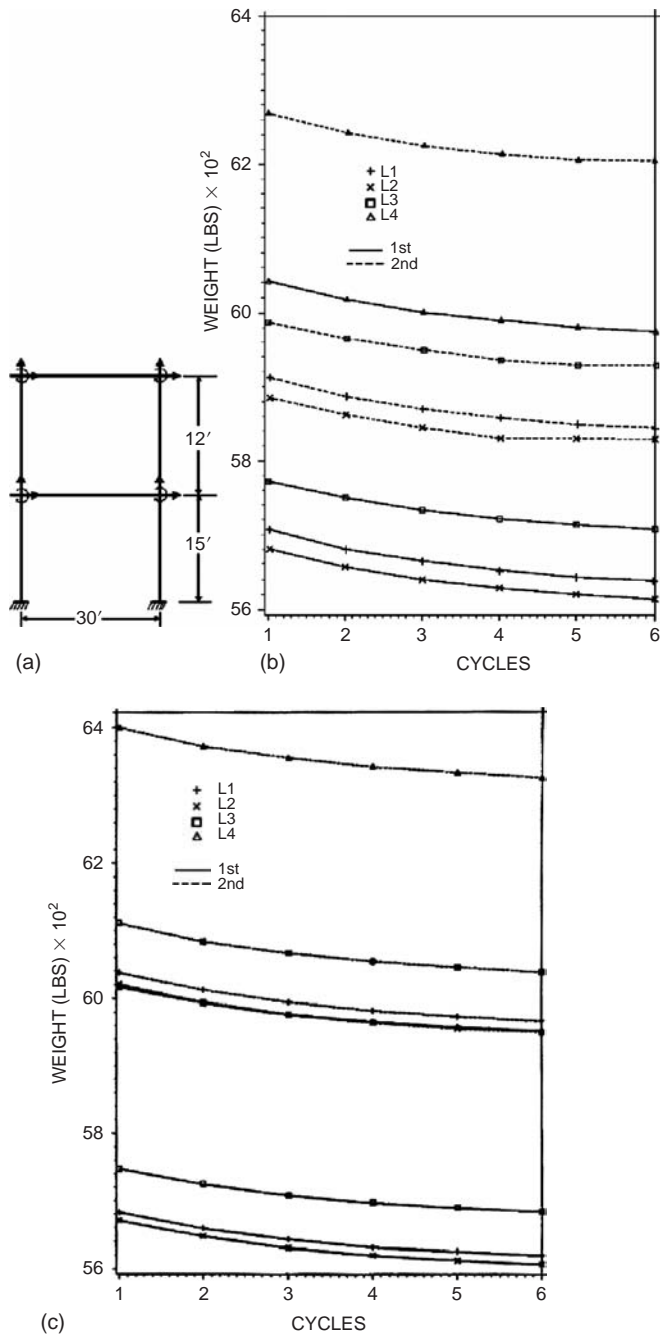 64
62
60
58
56
WEIGHT (LBS) × 10²
+ L1
× L2
L3
L4
1st
2nd
1 2 3 4 5 6
CYCLES
12′
15′
30′
(a)
(b)
64
62
60
58
56
WEIGHT (LBS) × 10²
+ L1
× L2
L3
L4
1st
2nd
1 2 3 4 5 6
CYCLES
(c)